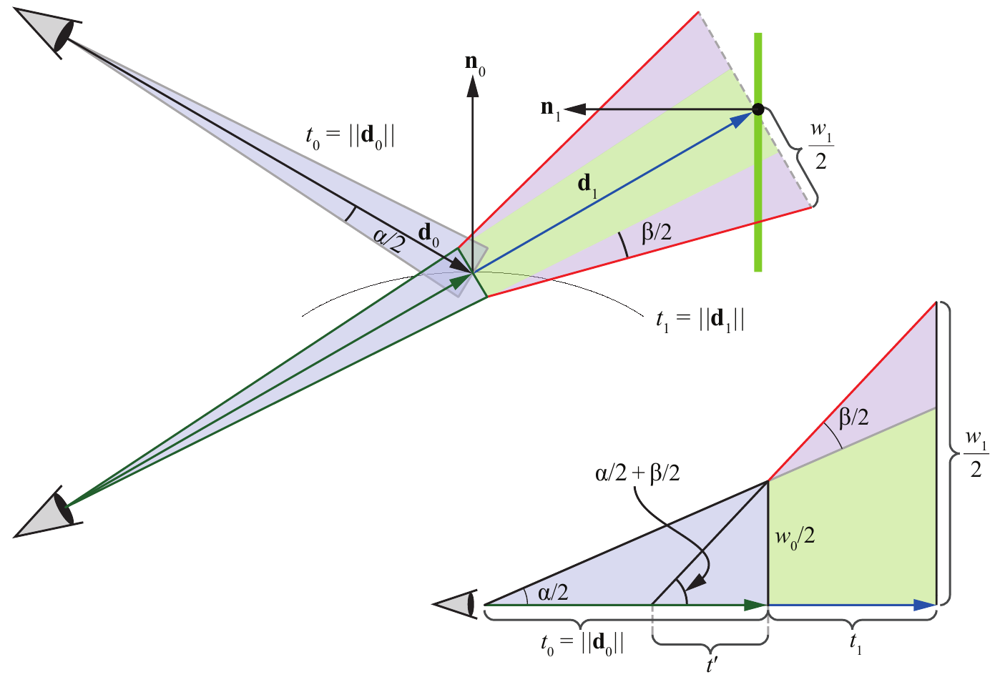 n₀
t₀ = ||d₀||
n₁
w₁/2
d₁
α/2
d₀
β/2
t₁ = ||d₁||
β/2
α/2 + β/2
w₁/2
w₀/2
α/2
t₀ = ||d₀||
t′
t₁